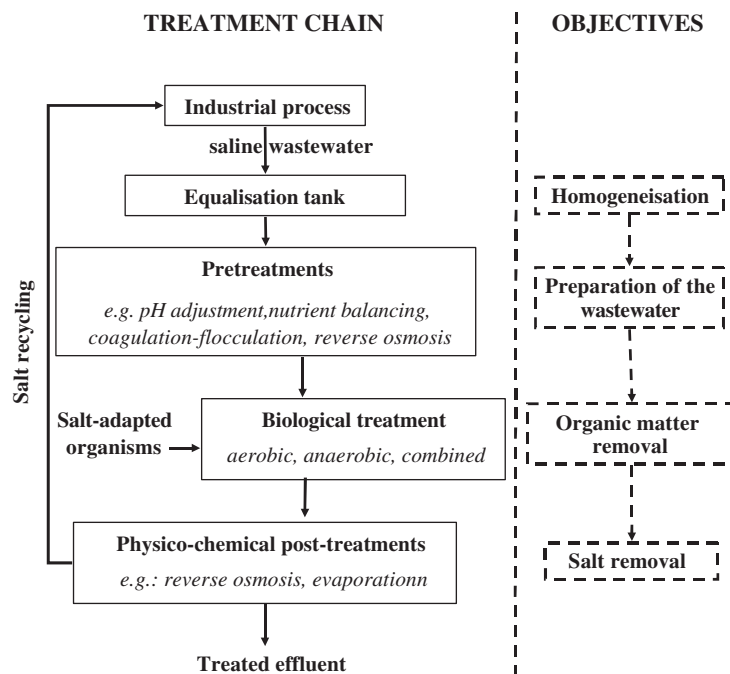 TREATMENT CHAIN
OBJECTIVES
Industrial process
saline wastewater
Equalisation tank
Homogeneisation
Pretreatments
e.g. pH adjustment,nutrient balancing,
coagulation-flocculation, reverse osmosis
Preparation of the
wastewater
Salt recycling
Salt-adapted
organisms
Biological treatment
aerobic, anaerobic, combined
Organic matter
removal
Physico-chemical post-treatments
e.g.: reverse osmosis, evaporationn
Salt removal
Treated effluent